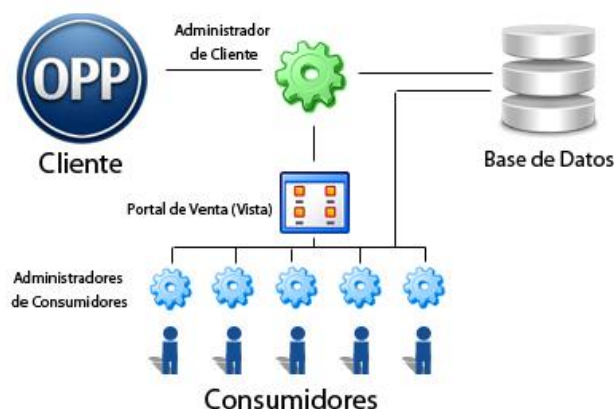 Administrador
de Cliente
OPP
Cliente
Base de Datos
Portal de Venta (Vista)
Administradores
de Consumidores
Consumidores